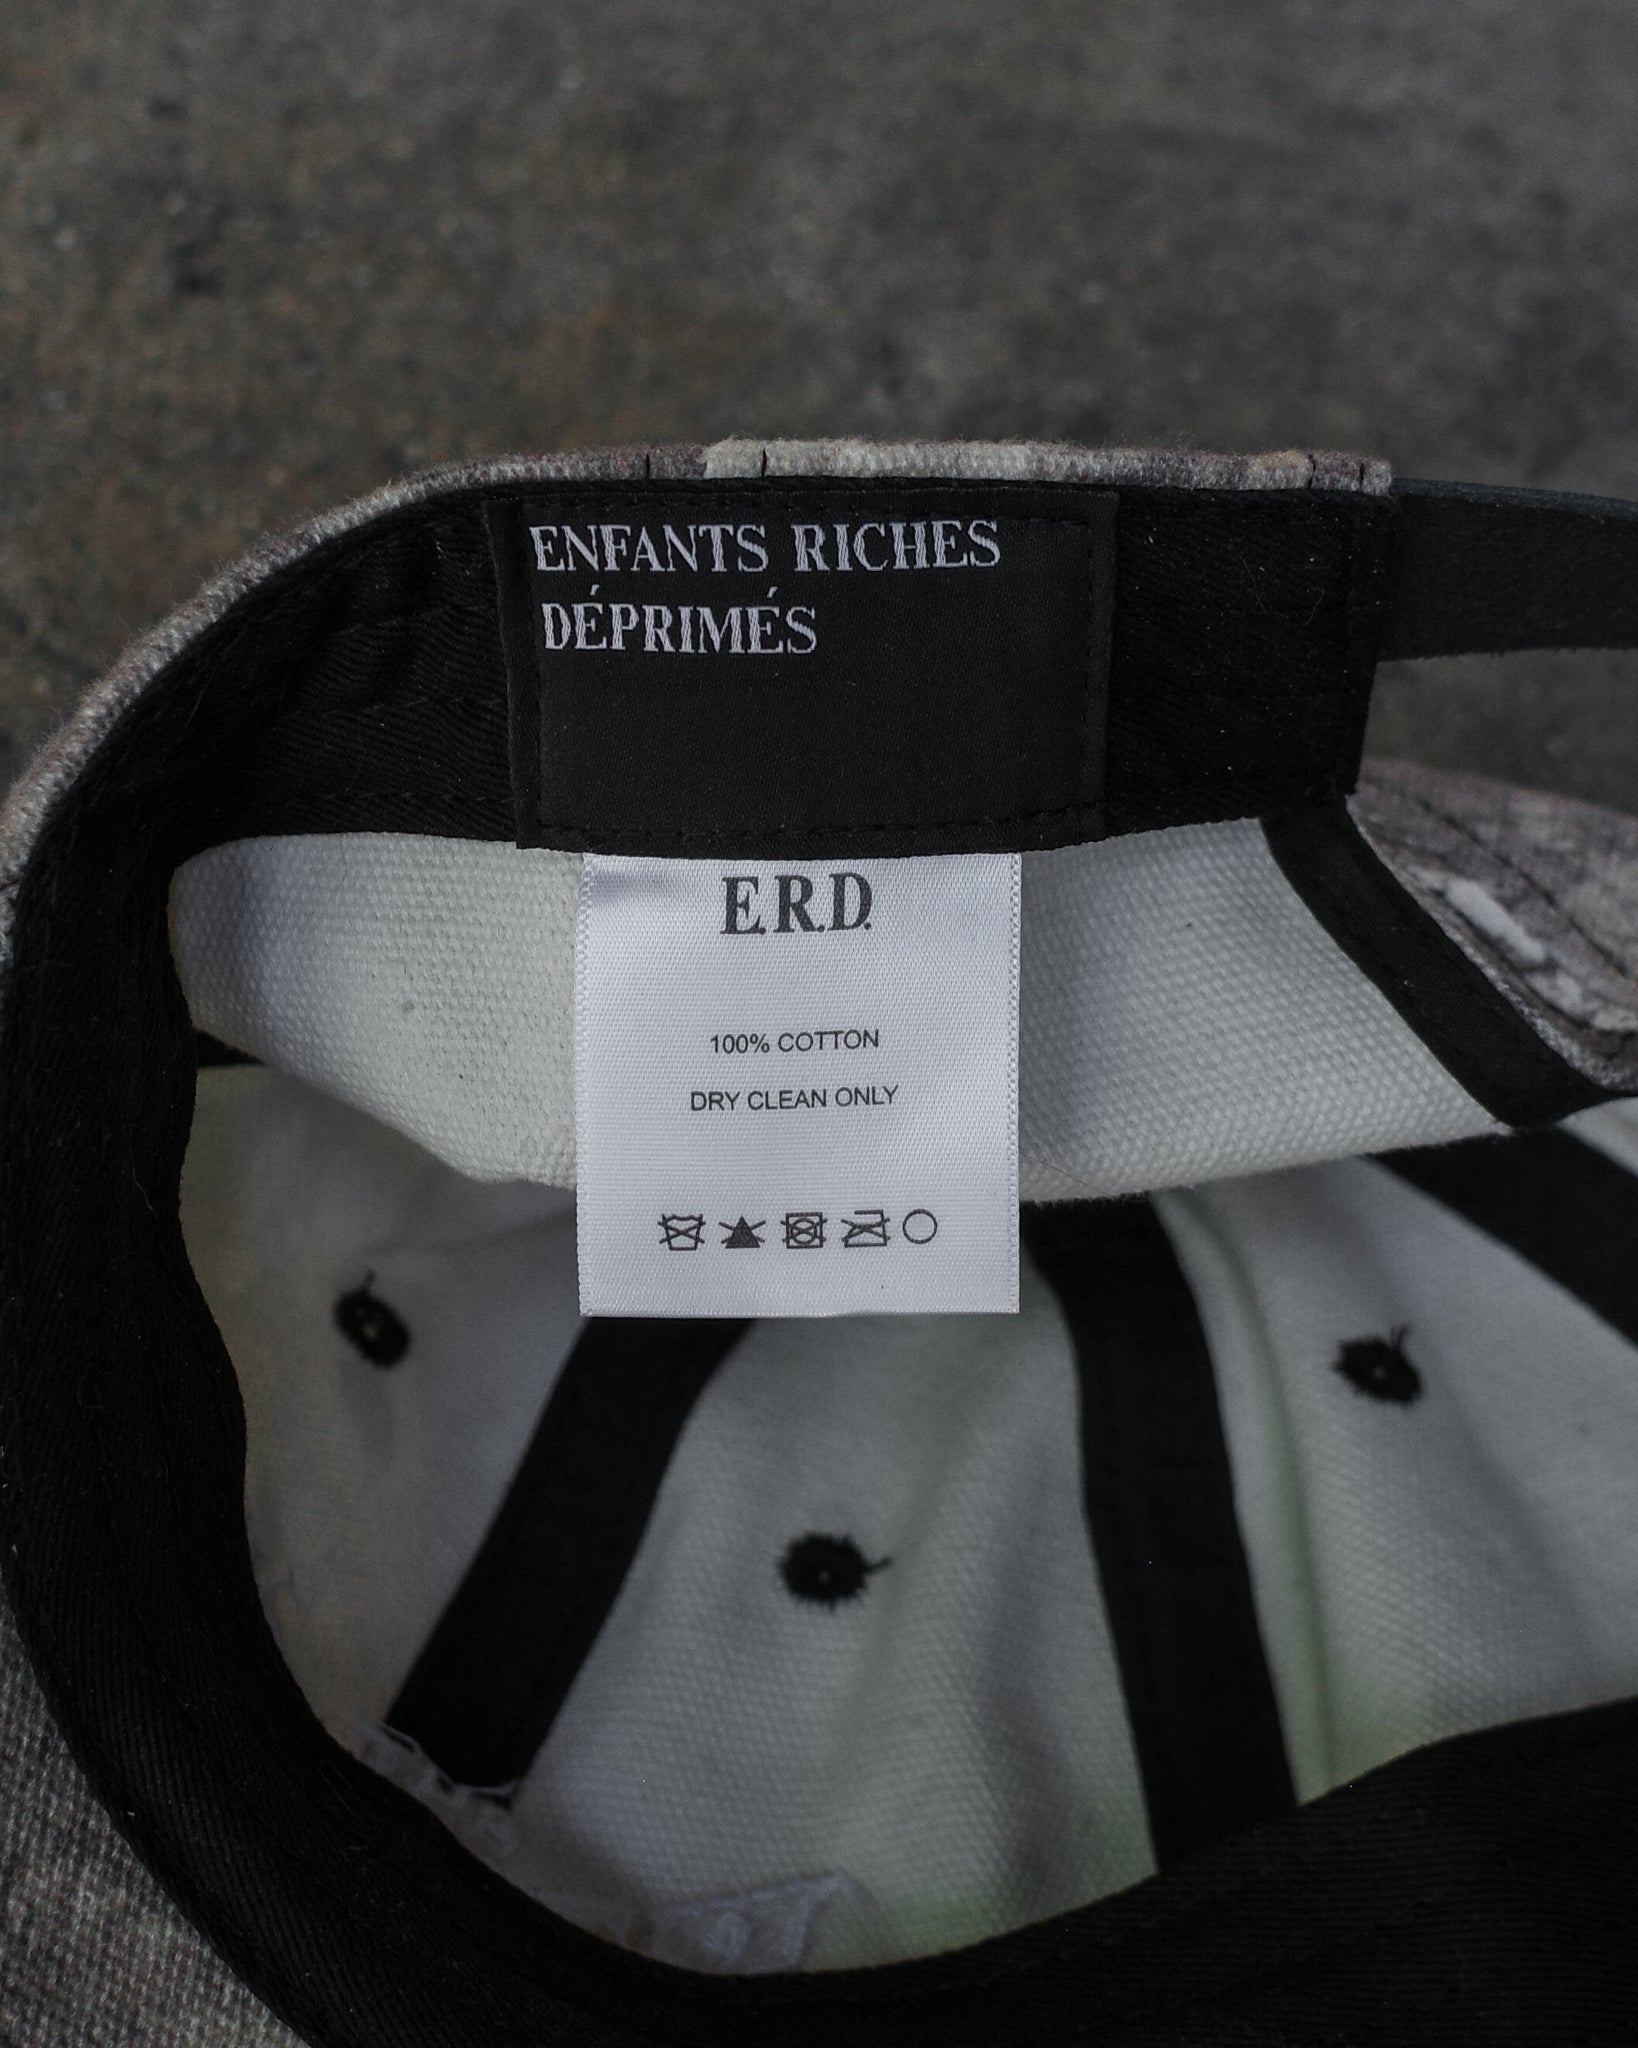 ENFANTS RICHES
DÉPRIMÉS
E.R.D.
100% COTTON
DRY CLEAN ONLY